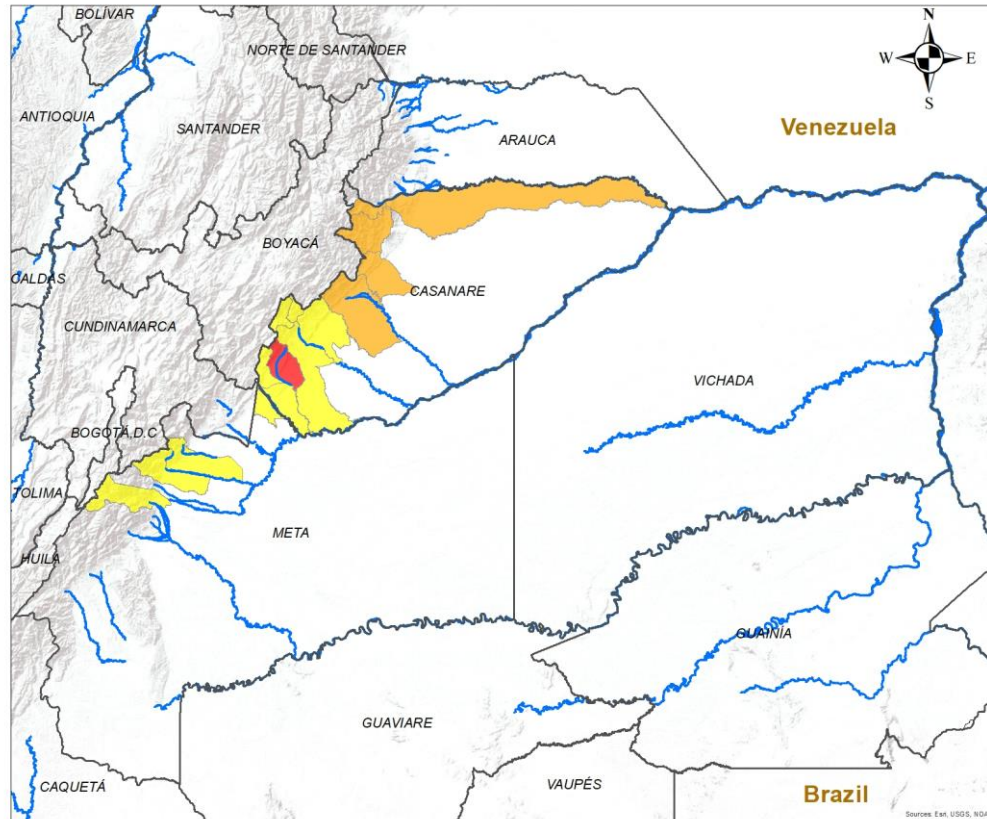 BOLÍVAR
NORTE DE SANTANDER
N
W
E
S
ANTIOQUIA
SANTANDER
ARAUCA
Venezuela
BOYACÁ
CALDAS
CASANARE
CUNDINAMARCA
VICHADA
BOGOTÁ D.C
TOLIMA
META
HUILA
GUAINÍA
GUAVIARE
CAQUETÁ
VAUPÉS
Brazil
Sources: Esri, USGS, NOA